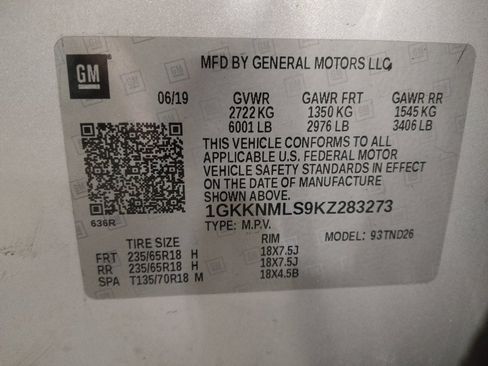 GM
MFD BY GENERAL MOTORS LLC
06/19 GVWR GAWR FRT GAWR RR
2722 KG 1350 KG 1545 KG
6001 LB 2976 LB 3406 LB
THIS VEHICLE CONFORMS TO ALL
APPLICABLE U.S. FEDERAL MOTOR
VEHICLE SAFETY STANDARDS IN EFFECT
ON THE DATE OF MANUFACTURE
SHOWN ABOVE.
1GKKNMLS9KZ283273
636R TYPE: M.P.V. MODEL: 93TND26
TIRE SIZE RIM
FRT 235/65R18 H 18X7.5J
RR 235/65R18 H 18X7.5J
SPA T135/70R18 M 18X4.5B